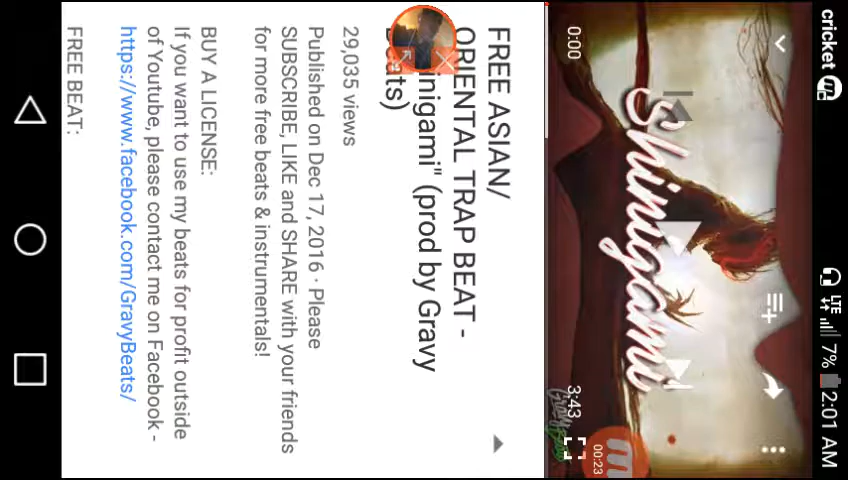 cricket
LTE 7% 2:01 AM
Shinigami
0:00
3:43
00:23
FREE ASIAN/
ORIENTAL TRAP BEAT -
inigami" (prod by Gravy
Beats)
29,035 views
Published on Dec 17, 2016 · Please
SUBSCRIBE, LIKE and SHARE with your friends
for more free beats & instrumentals!
BUY A LICENSE:
If you want to use my beats for profit outside
of Youtube, please contact me on Facebook -
https://www.facebook.com/GravyBeats/
FREE BEAT: